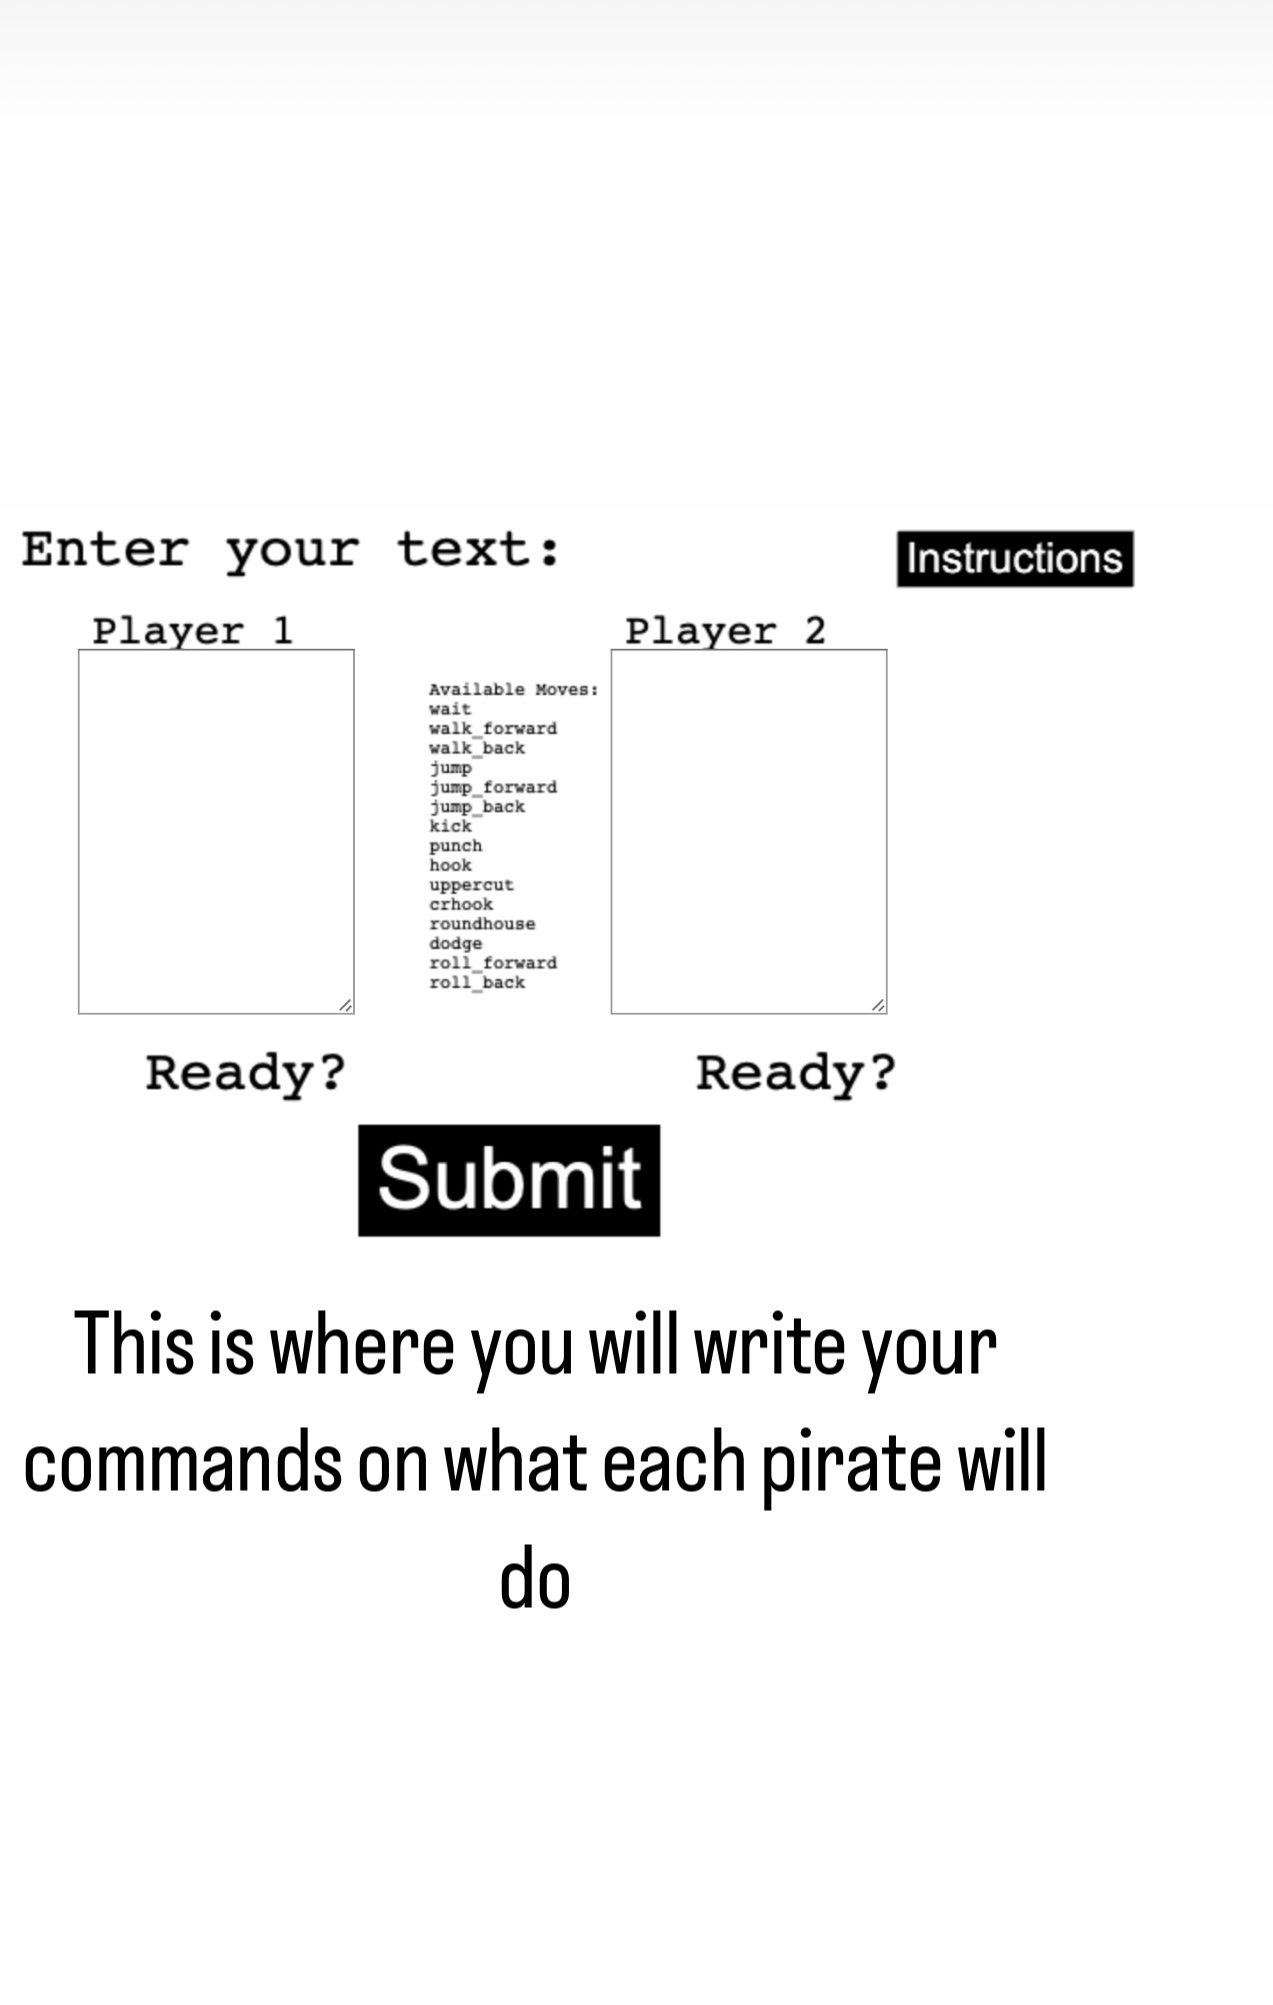 Enter your text:
Instructions
Player 1
Player 2
Available Moves:
wait
walk_forward
walk_back
jump
jump_forward
jump_back
kick
punch
hook
uppercut
crhook
roundhouse
dodge
roll_forward
roll_back
Ready?
Ready?
Submit
This is where you will write your
commands on what each pirate will
do